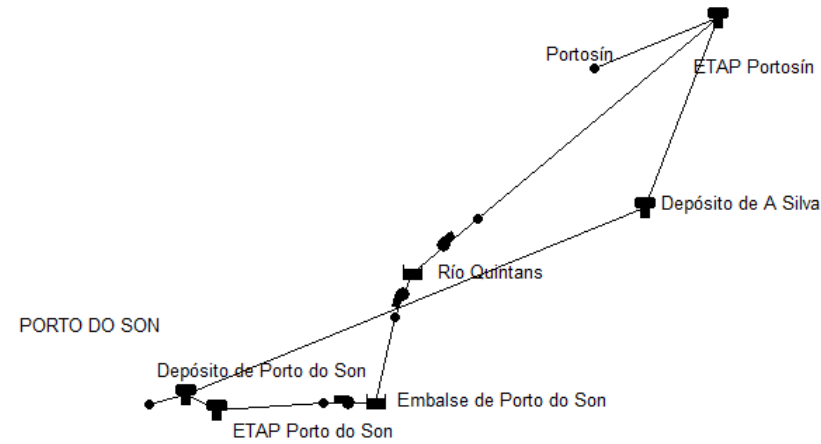 Portosín
ETAP Portosín
Depósito de A Silva
Río Quintans
PORTO DO SON
Depósito de Porto do Son
Embalse de Porto do Son
ETAP Porto do Son